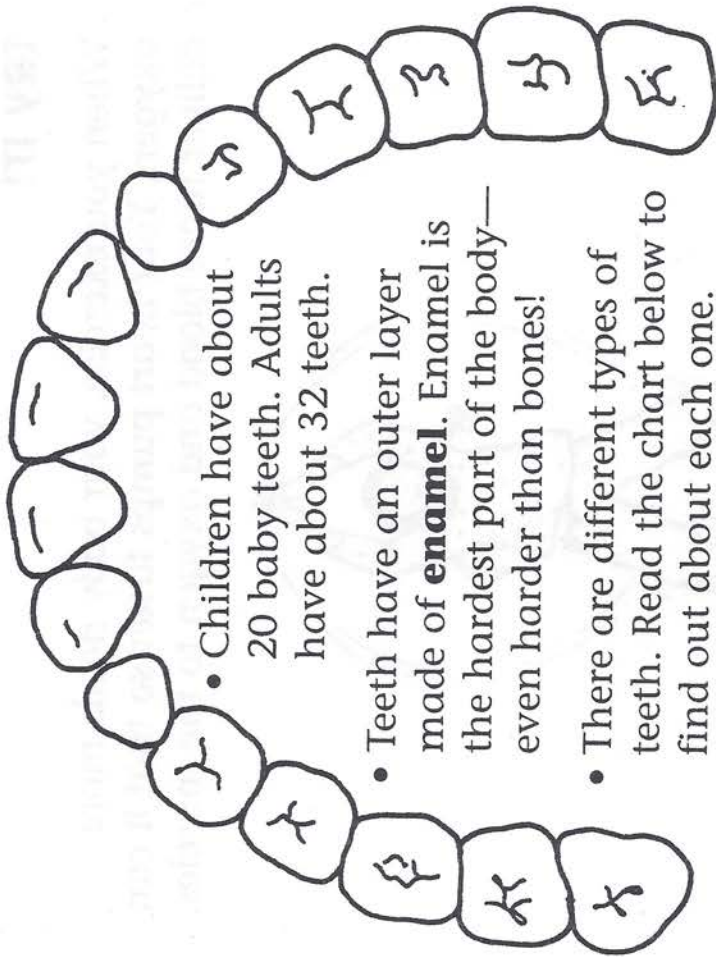 • Children have about
20 baby teeth. Adults
have about 32 teeth.
• Teeth have an outer layer
made of enamel. Enamel is
the hardest part of the body—
even harder than bones!
• There are different types of
teeth. Read the chart below to
find out about each one.